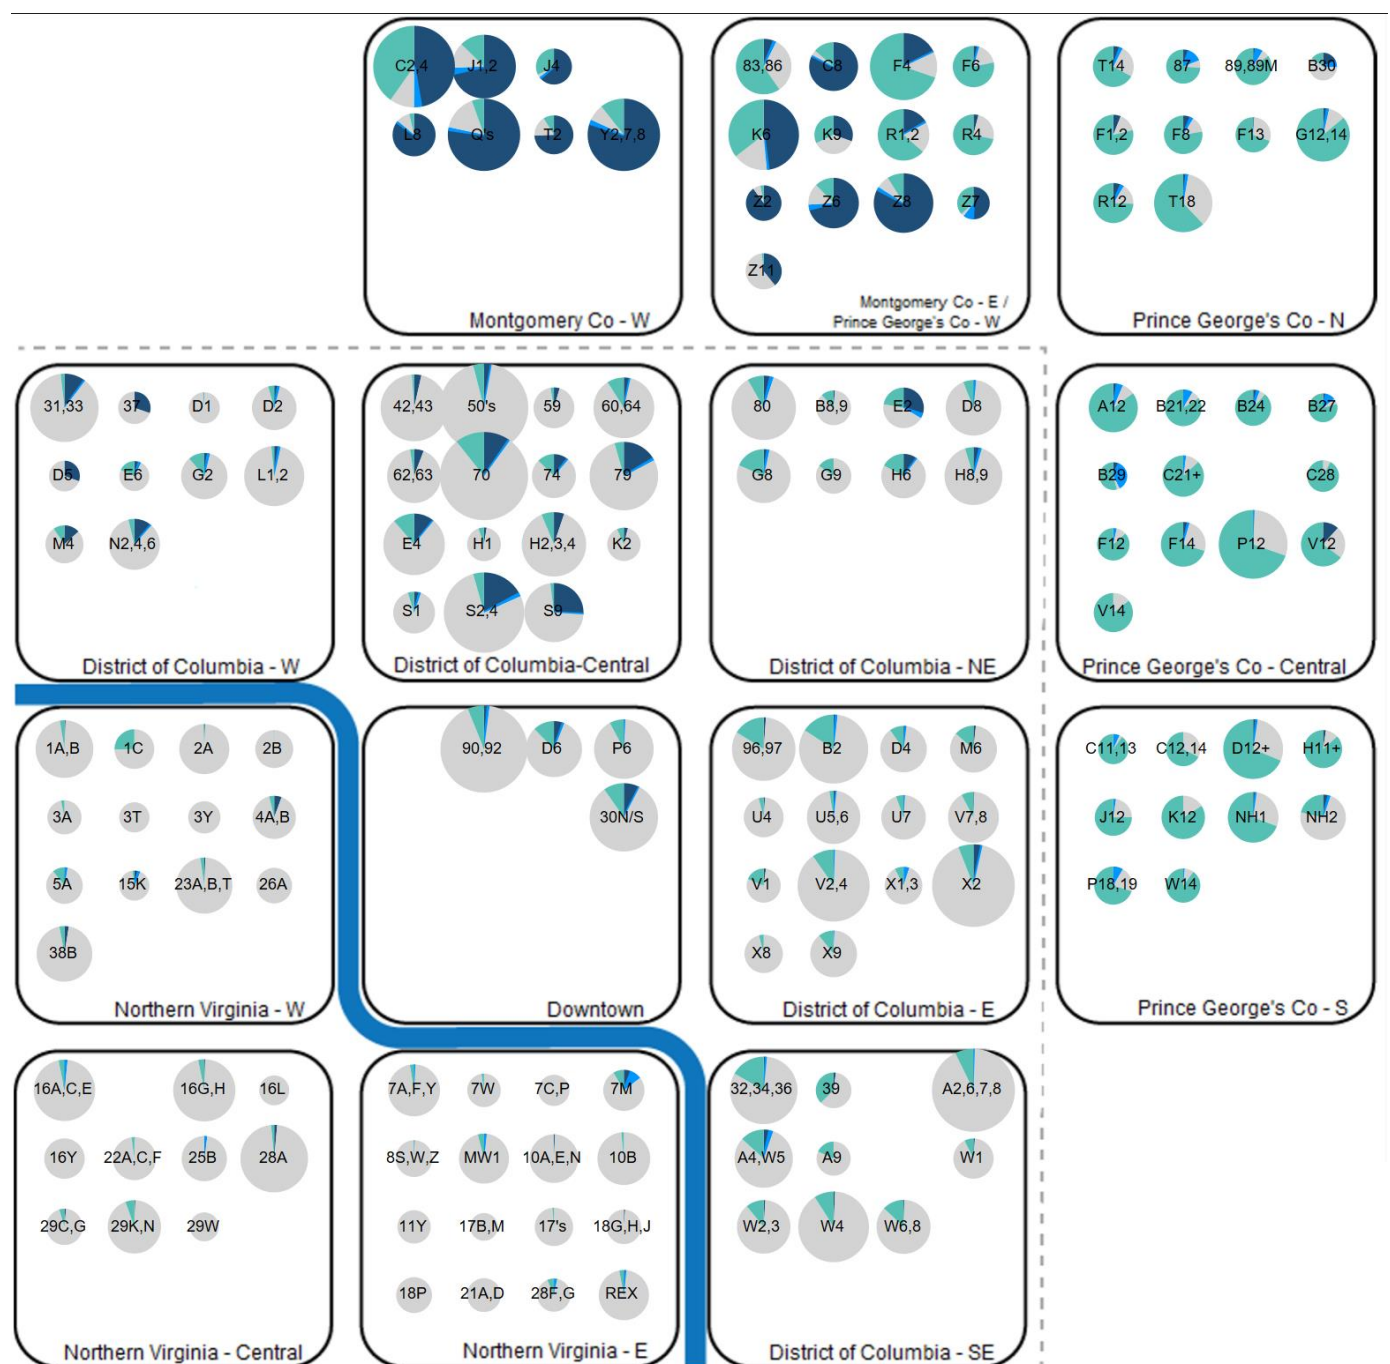 C2,4 J1,2 J4
L8 Q's T2 Y2,7,8
Montgomery Co - W
83,86 C8 F4 F6
K6 K9 R1,2 R4
Z2 Z6 Z8 Z7
Z11
Montgomery Co - E /
Prince George's Co - W
T14 87 89,89M B30
F1,2 F8 F13 G12,14
R12 T18
Prince George's Co - N
31,33 37 D1 D2
D5 E6 G2 L1,2
M4 N2,4,6
District of Columbia - W
42,43 50's 59 60,64
62,63 70 74 79
E4 H1 H2,3,4 K2
S1 S2,4 S9
District of Columbia-Central
80 B8,9 E2 D8
G8 G9 H6 H8,9
District of Columbia - NE
A12 B21,22 B24 B27
B29 C21+ C28
F12 F14 P12 V12
V14
Prince George's Co - Central
1A,B 1C 2A 2B
3A 3T 3Y 4A,B
5A 15K 23A,B,T 26A
38B
Northern Virginia - W
90,92 D6 P6
30N/S
Downtown
96,97 B2 D4 M6
U4 U5,6 U7 V7,8
V1 V2,4 X1,3 X2
X8 X9
District of Columbia - E
C11,13 C12,14 D12+ H11+
J12 K12 NH1 NH2
P18,19 W14
Prince George's Co - S
16A,C,E 16G,H 16L
16Y 22A,C,F 25B 28A
29C,G 29K,N 29W
Northern Virginia - Central
7A,F,Y 7W 7C,P 7M
8S,W,Z MW1 10A,E,N 10B
11Y 17B,M 17's 18G,H,J
18P 21A,D 28F,G REX
Northern Virginia - E
32,34,36 39 A2,6,7,8
A4,W5 A9 W1
W2,3 W4 W6,8
District of Columbia - SE